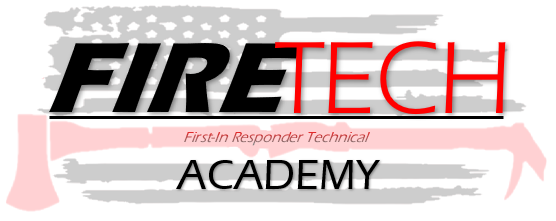 FIRETECH
First-In Responder Technical
ACADEMY